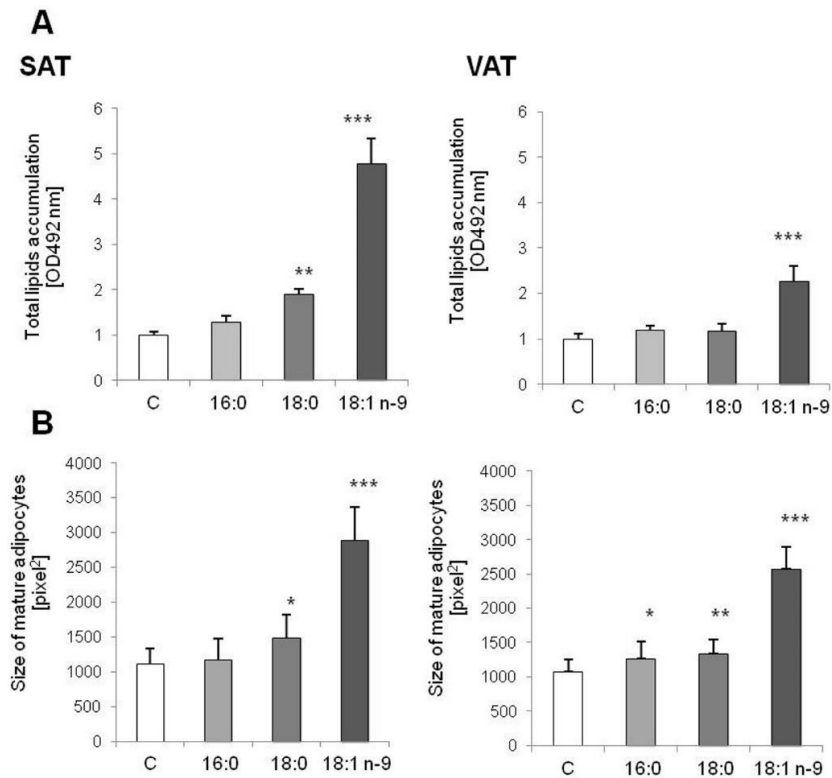 A
SAT
VAT
Total lipids accumulation
[OD492 nm]
6
5
4
3
2
1
0
***
**
C 16:0 18:0 18:1 n-9
Total lipids accumulation
[OD492 nm]
6
5
4
3
2
1
0
***
C 16:0 18:0 18:1 n-9
B
Size of mature adipocytes
[pixel²]
4000
3500
3000
2500
2000
1500
1000
500
0
***
*
C 16:0 18:0 18:1 n-9
Size of mature adipocytes
[pixel²]
4000
3500
3000
2500
2000
1500
1000
500
0
***
* **
C 16:0 18:0 18:1 n-9